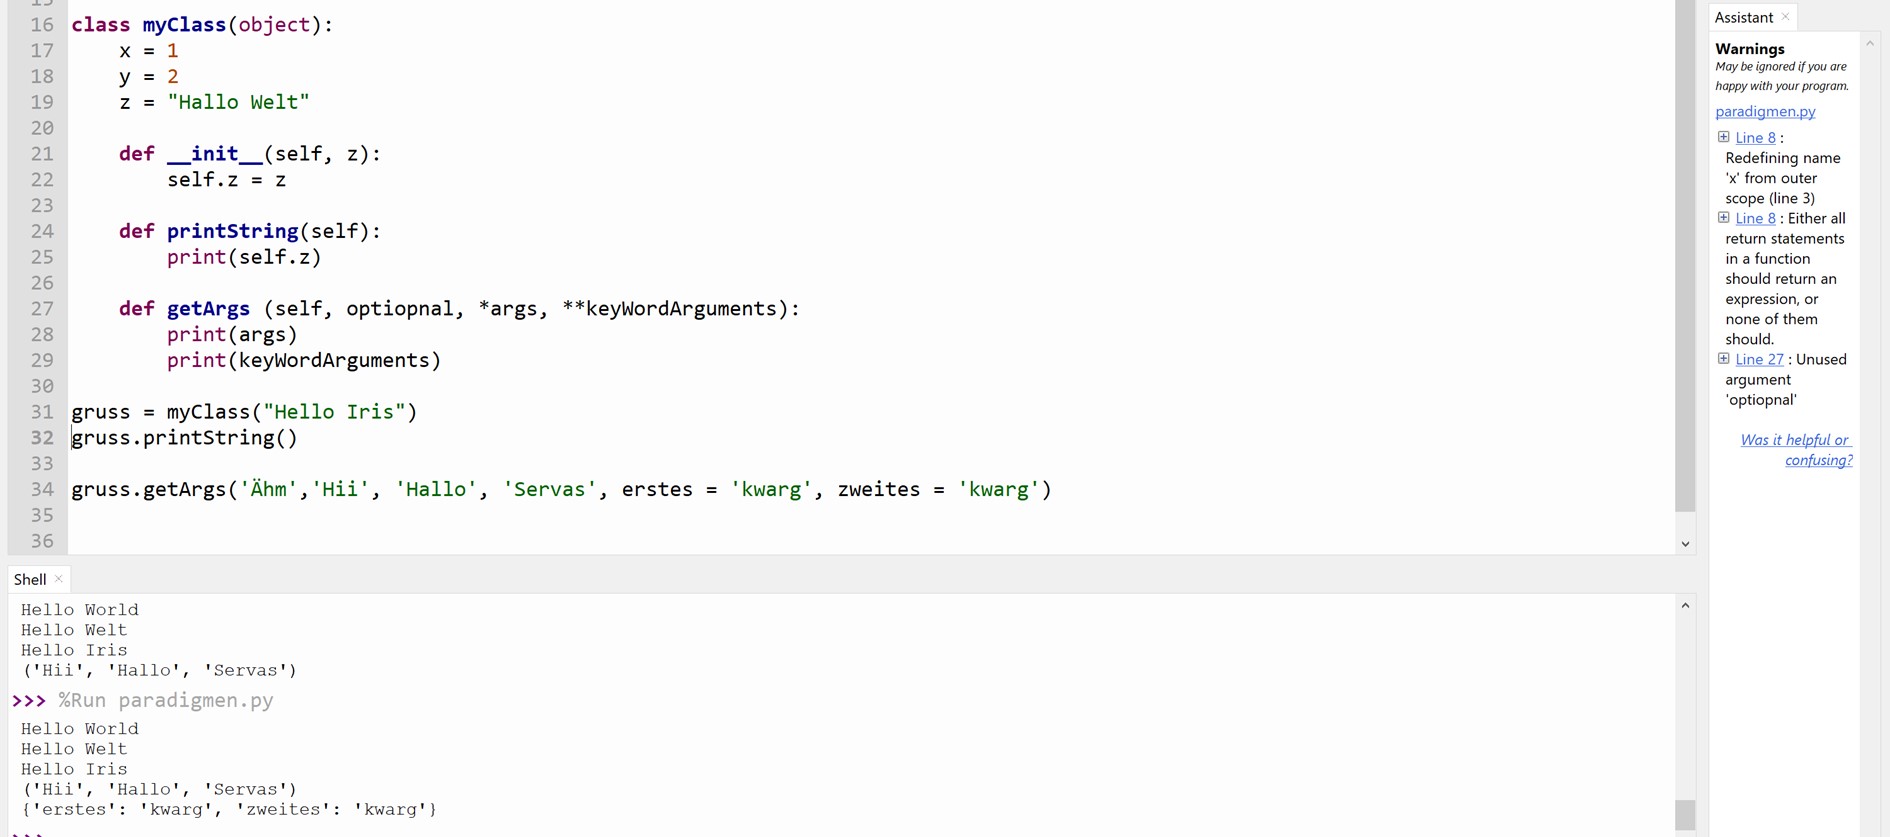 15
16 class myClass(object):
17     x = 1
18     y = 2
19     z = "Hallo Welt"
20
21     def __init__(self, z):
22         self.z = z
23
24     def printString(self):
25         print(self.z)
26
27     def getArgs (self, optiopnal, *args, **keyWordArguments):
28         print(args)
29         print(keyWordArguments)
30
31 gruss = myClass("Hello Iris")
32 gruss.printString()
33
34 gruss.getArgs('Ähm','Hii', 'Hallo', 'Servas', erstes = 'kwarg', zweites = 'kwarg')
35
36
Shell ×
Hello World
Hello Welt
Hello Iris
('Hii', 'Hallo', 'Servas')
>>> %Run paradigmen.py
Hello World
Hello Welt
Hello Iris
('Hii', 'Hallo', 'Servas')
{'erstes': 'kwarg', 'zweites': 'kwarg'}
>>>
Assistant ×
Warnings
May be ignored if you are
happy with your program.
paradigmen.py
Line 8 :
Redefining name
'x' from outer
scope (line 3)
Line 8 : Either all
return statements
in a function
should return an
expression, or
none of them
should.
Line 27 : Unused
argument
'optiopnal'
Was it helpful or
confusing?